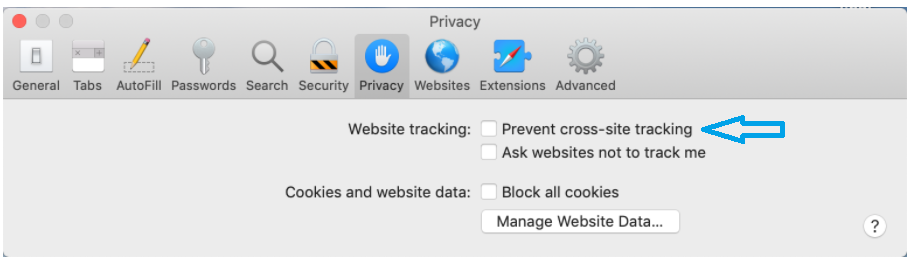 Privacy
General Tabs AutoFill Passwords Search Security Privacy Websites Extensions Advanced
Website tracking: Prevent cross-site tracking
Ask websites not to track me
Cookies and website data: Block all cookies
Manage Website Data...
?